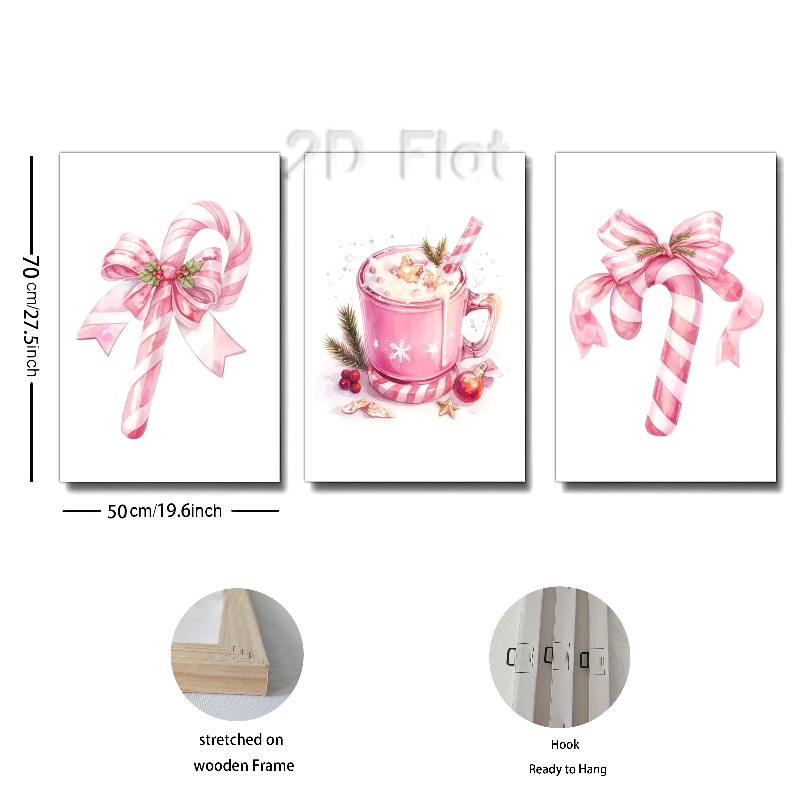 2D Flat
70 cm/27.5inch
50 cm/19.6inch
stretched on
wooden Frame
Hook
Ready to Hang